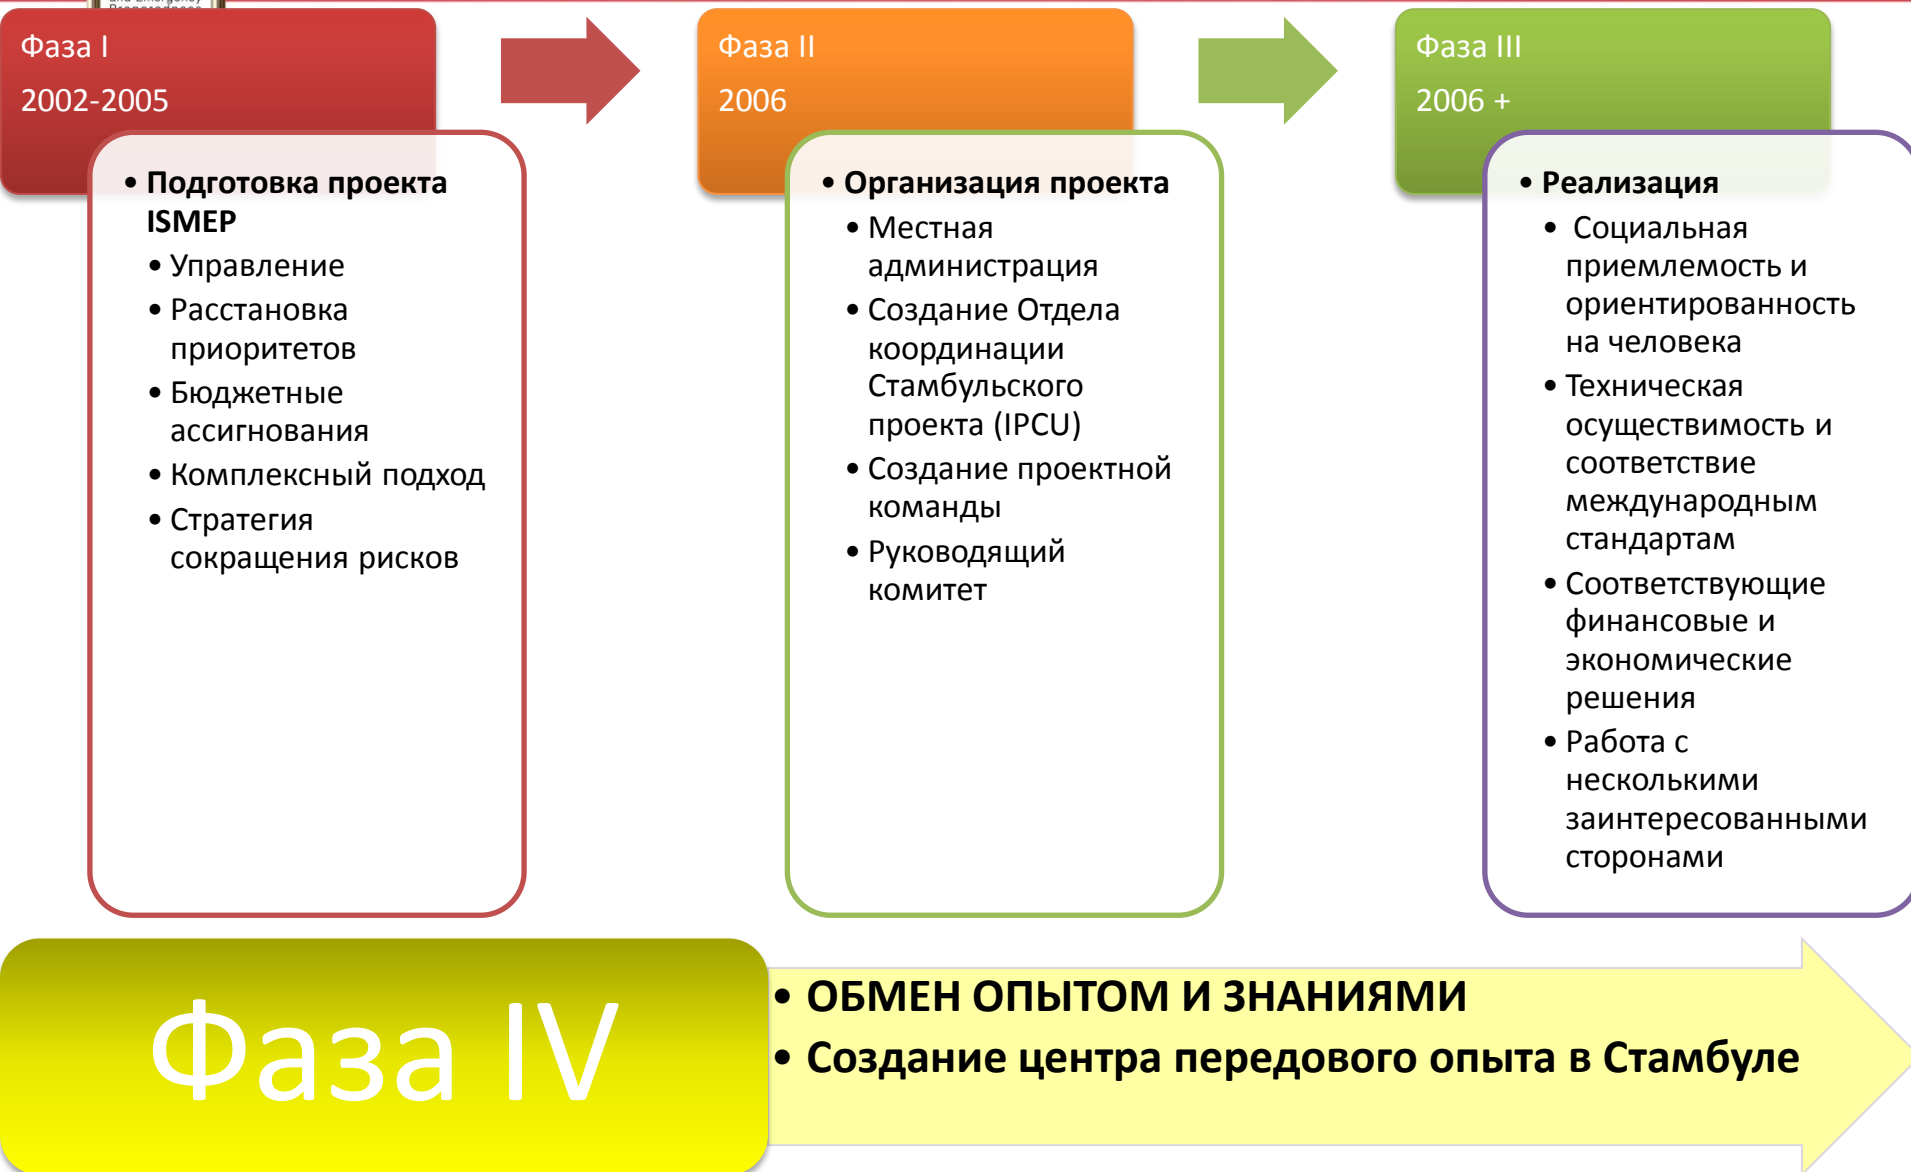 and Emergency
Preparedness
Фаза I
2002-2005
• Подготовка проекта
ISMEP
• Управление
• Расстановка
приоритетов
• Бюджетные
ассигнования
• Комплексный подход
• Стратегия
сокращения рисков
Фаза II
2006
• Организация проекта
• Местная
администрация
• Создание Отдела
координации
Стамбульского
проекта (IPCU)
• Создание проектной
команды
• Руководящий
комитет
Фаза III
2006 +
• Реализация
• Социальная
приемлемость и
ориентированность
на человека
• Техническая
осуществимость и
соответствие
международным
стандартам
• Соответствующие
финансовые и
экономические
решения
• Работа с
несколькими
заинтересованными
сторонами
Фаза IV
• ОБМЕН ОПЫТОМ И ЗНАНИЯМИ
• Создание центра передового опыта в Стамбуле